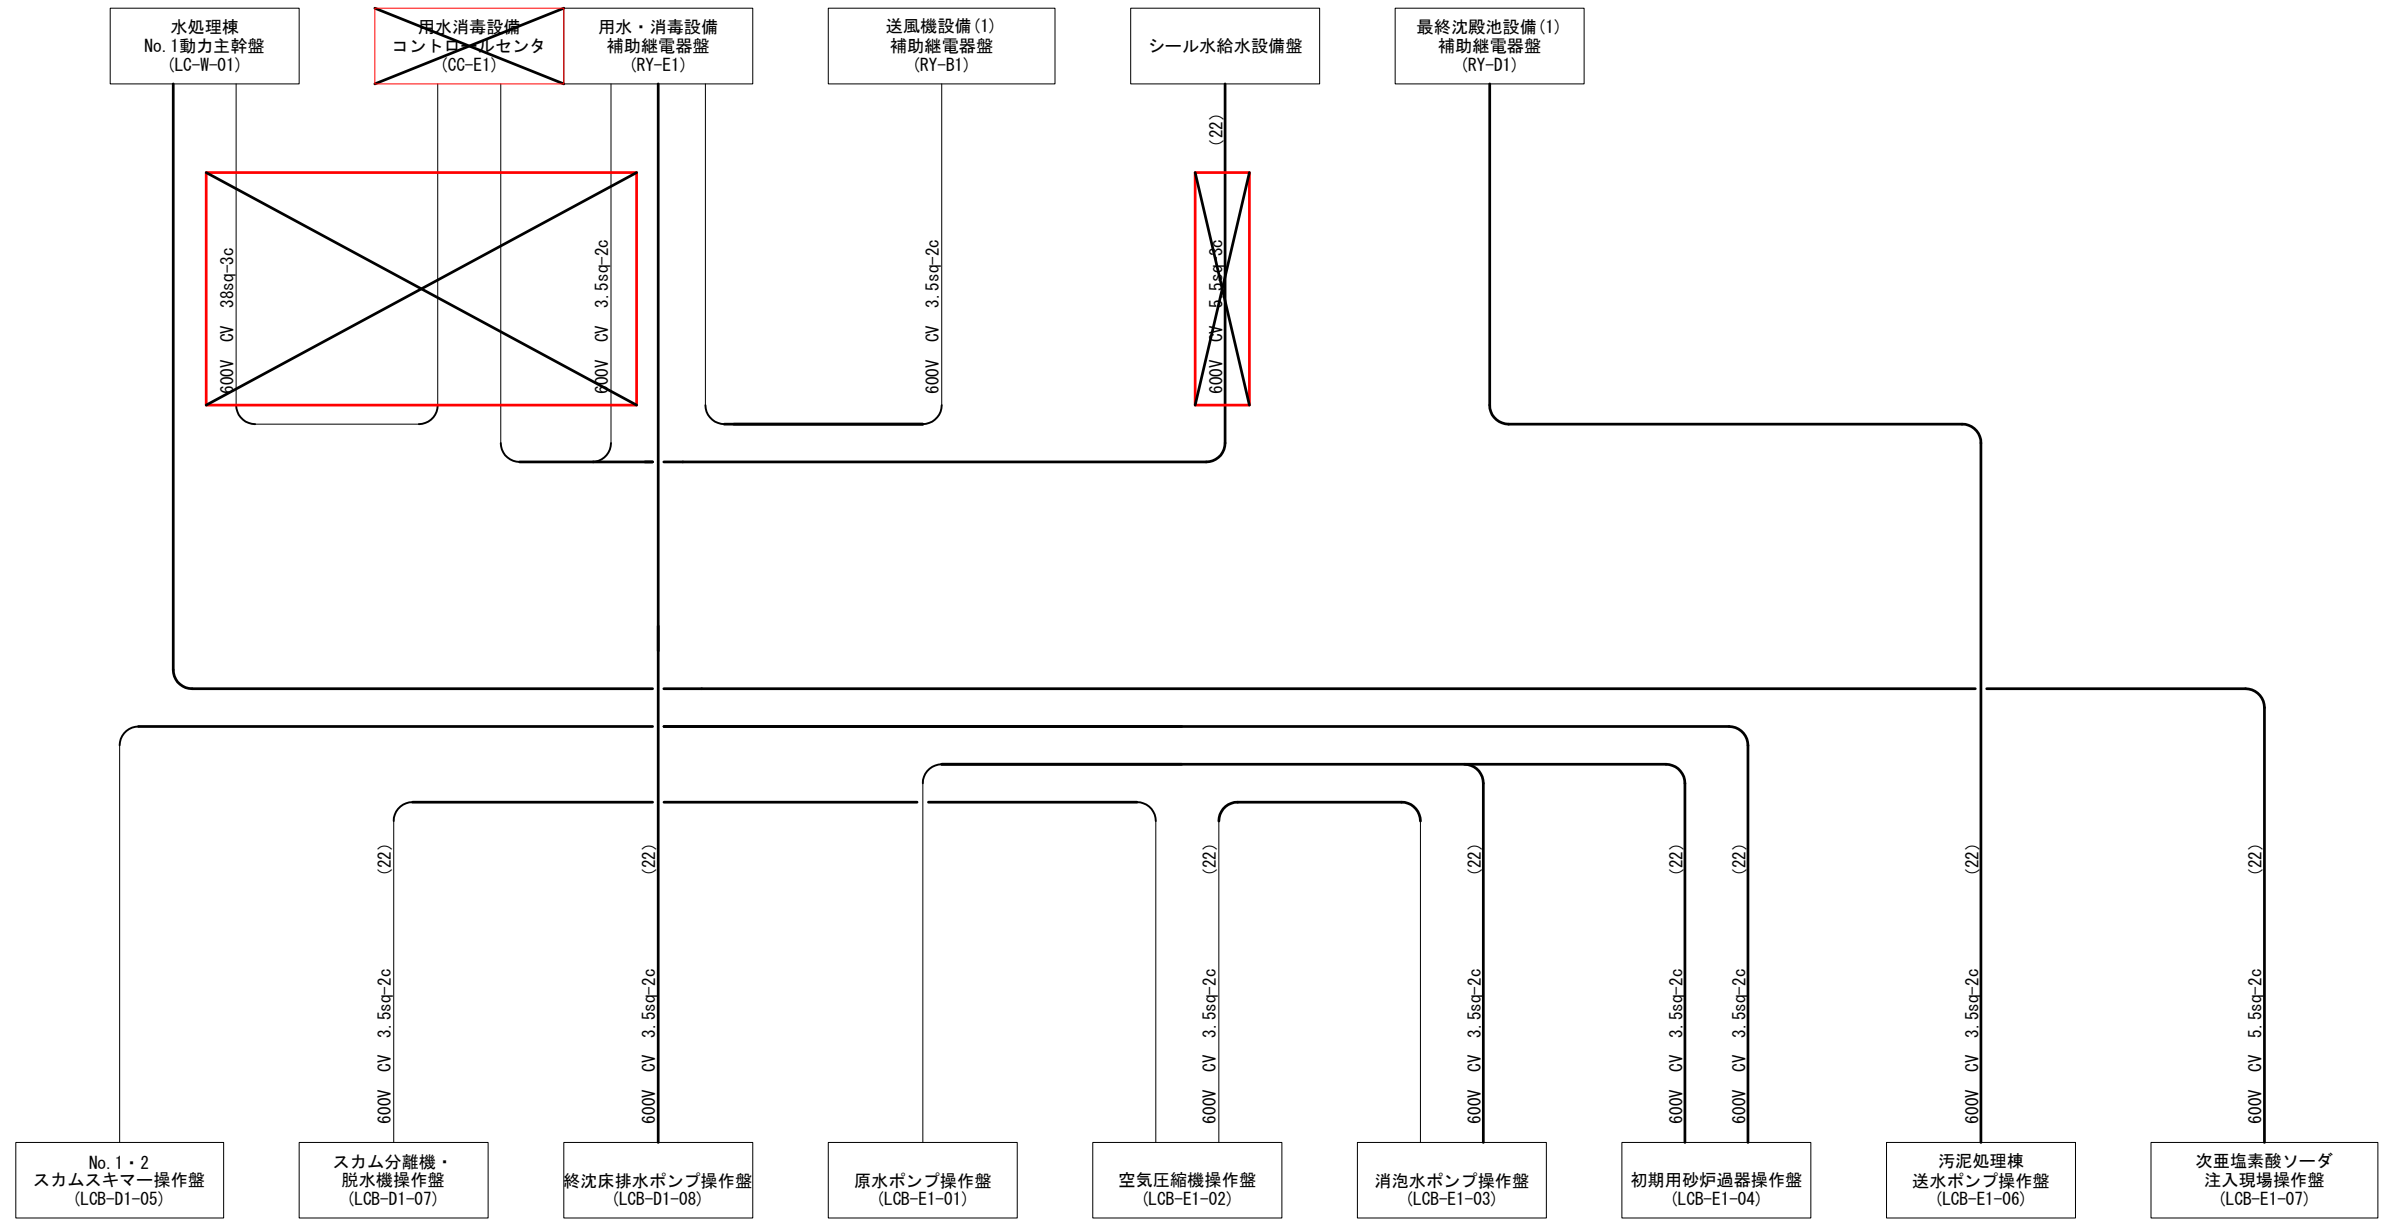 水処理棟
No.1動力主幹盤
(LC-W-01)
用水消毒設備
コントロールセンタ
(CC-E1)
用水・消毒設備
補助継電器盤
(RY-E1)
送風機設備(1)
補助継電器盤
(RY-B1)
シール水給水設備盤
最終沈殿池設備(1)
補助継電器盤
(RY-D1)
600V CV 38sq-3c
600V CV 3.5sq-2c
600V CV 3.5sq-2c
600V CV 5.5sq-3c (22)
600V CV 3.5sq-2c (22)
600V CV 3.5sq-2c (22)
600V CV 3.5sq-2c (22)
600V CV 3.5sq-2c (22)
600V CV 3.5sq-2c (22)
600V CV 3.5sq-2c (22)
600V CV 3.5sq-2c (22)
600V CV 5.5sq-2c (22)
No.1・2
スカムスキマー操作盤
(LCB-D1-05)
スカム分離機・
脱水機操作盤
(LCB-D1-07)
終沈床排水ポンプ操作盤
(LCB-D1-08)
原水ポンプ操作盤
(LCB-E1-01)
空気圧縮機操作盤
(LCB-E1-02)
消泡水ポンプ操作盤
(LCB-E1-03)
初期用砂炉過器操作盤
(LCB-E1-04)
汚泥処理棟
送水ポンプ操作盤
(LCB-E1-06)
次亜塩素酸ソーダ
注入現場操作盤
(LCB-E1-07)